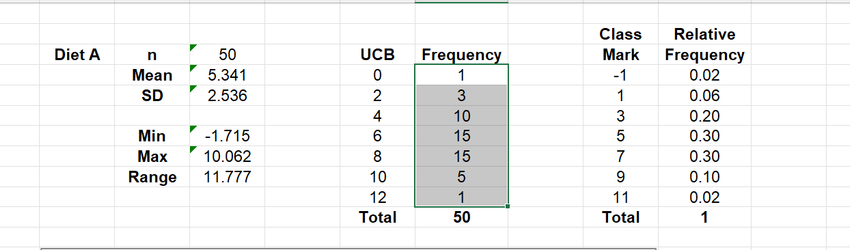 Class Relative
Diet A n 50 UCB Frequency Mark Frequency
Mean 5.341 0 1 -1 0.02
SD 2.536 2 3 1 0.06
4 10 3 0.20
Min -1.715 6 15 5 0.30
Max 10.062 8 15 7 0.30
Range 11.777 10 5 9 0.10
12 1 11 0.02
Total 50 Total 1